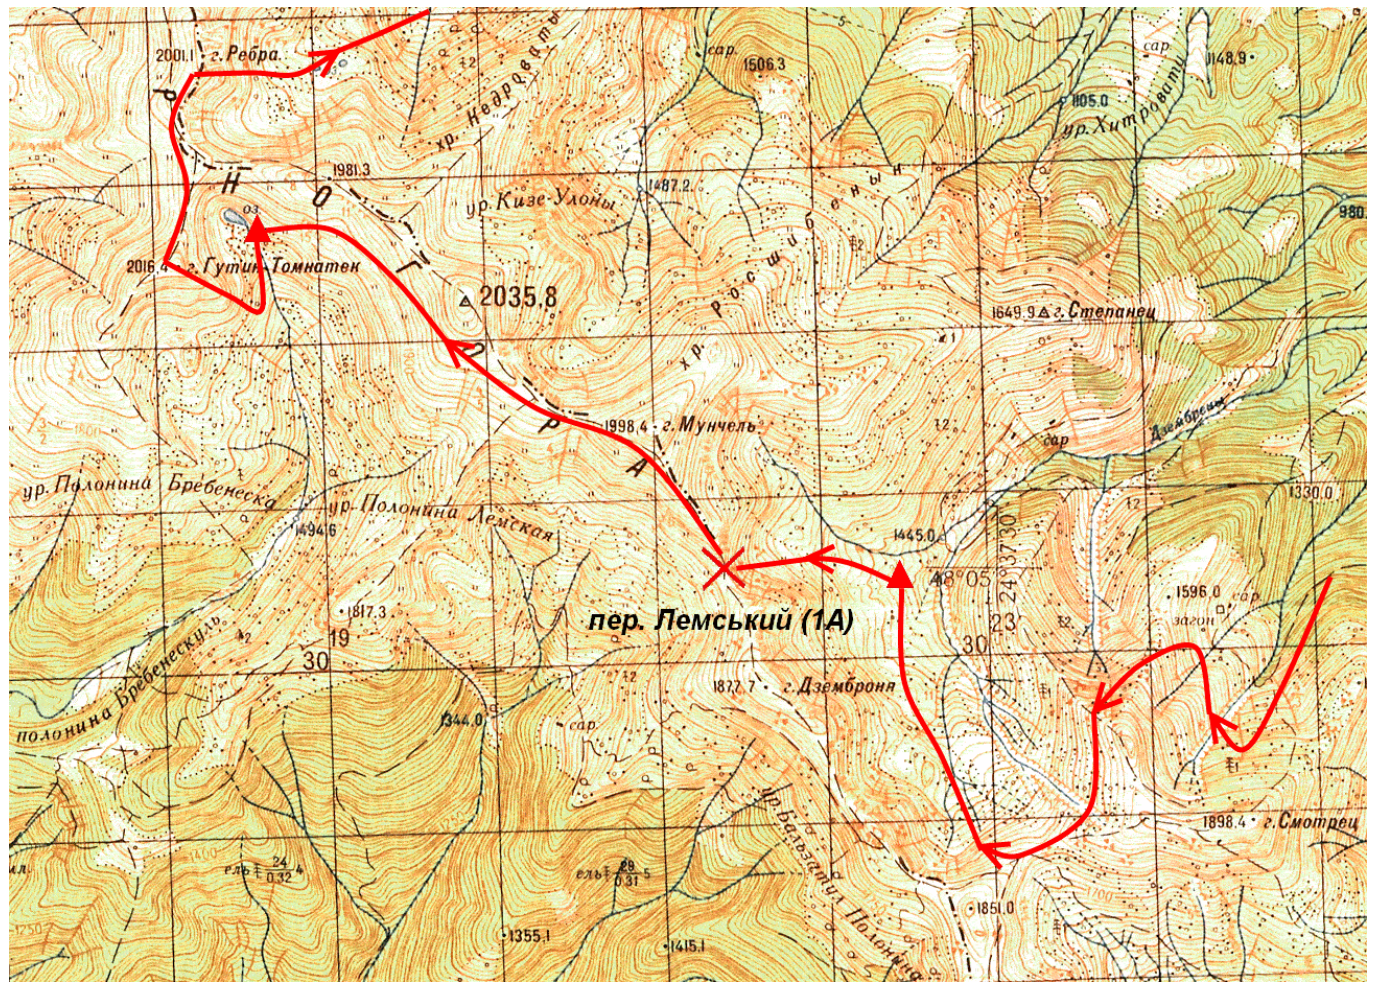 2001.1 г. Ребра
хр. Недроваты
сар.
1506.3
сар.
1148.9
1105.0
ур. Хитровати
1981.3
ур. Кизе-Улоны
1487.2
980.
оз.
2016.4 г. Гутин-Томнатек
2035,8
хр. Росшибеный
1649.9 г. Степанец
1998.4 г. Мунчель
сар
Дземброня
ур. Полонина Бребенеска
ур. Полонина Лемская
1330.0
1494.6
1445.0
48°05
24°37'30"
1596.0
сар.
загон
1817.3
пер. Лемський (1А)
19
30
23
30
полонина Бребенескуль
1877.7 г. Дземброня
1344.0
сар.
ур. Бальзатул Полонина
1898.4 г. Смотрец
ель 24 0.32 4
ель 29 0.31 5
1851.0
1355,1
1415,1
Ч Е Р Н О Г О Р А